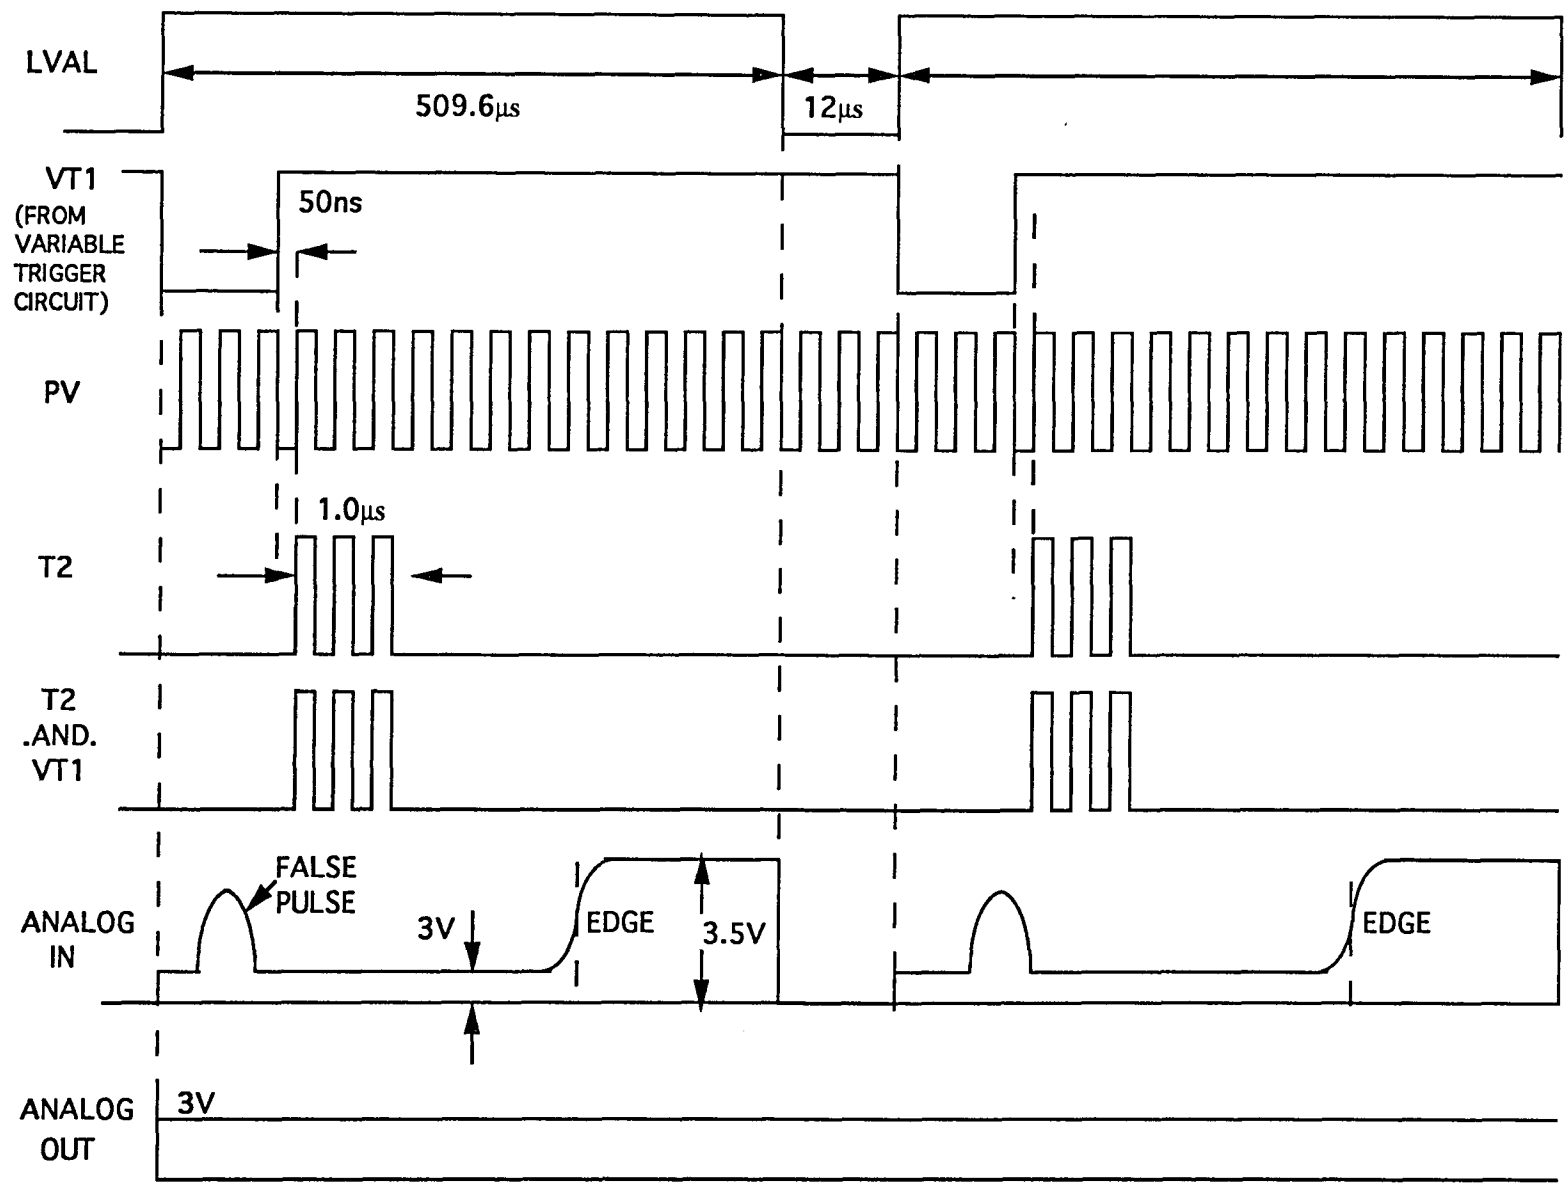 LVAL
509.6µs
12µs
VT1
(FROM
VARIABLE
TRIGGER
CIRCUIT)
50ns
PV
1.0µs
T2
T2
.AND.
VT1
FALSE
PULSE
ANALOG
IN
3V
EDGE
3.5V
EDGE
ANALOG
OUT
3V